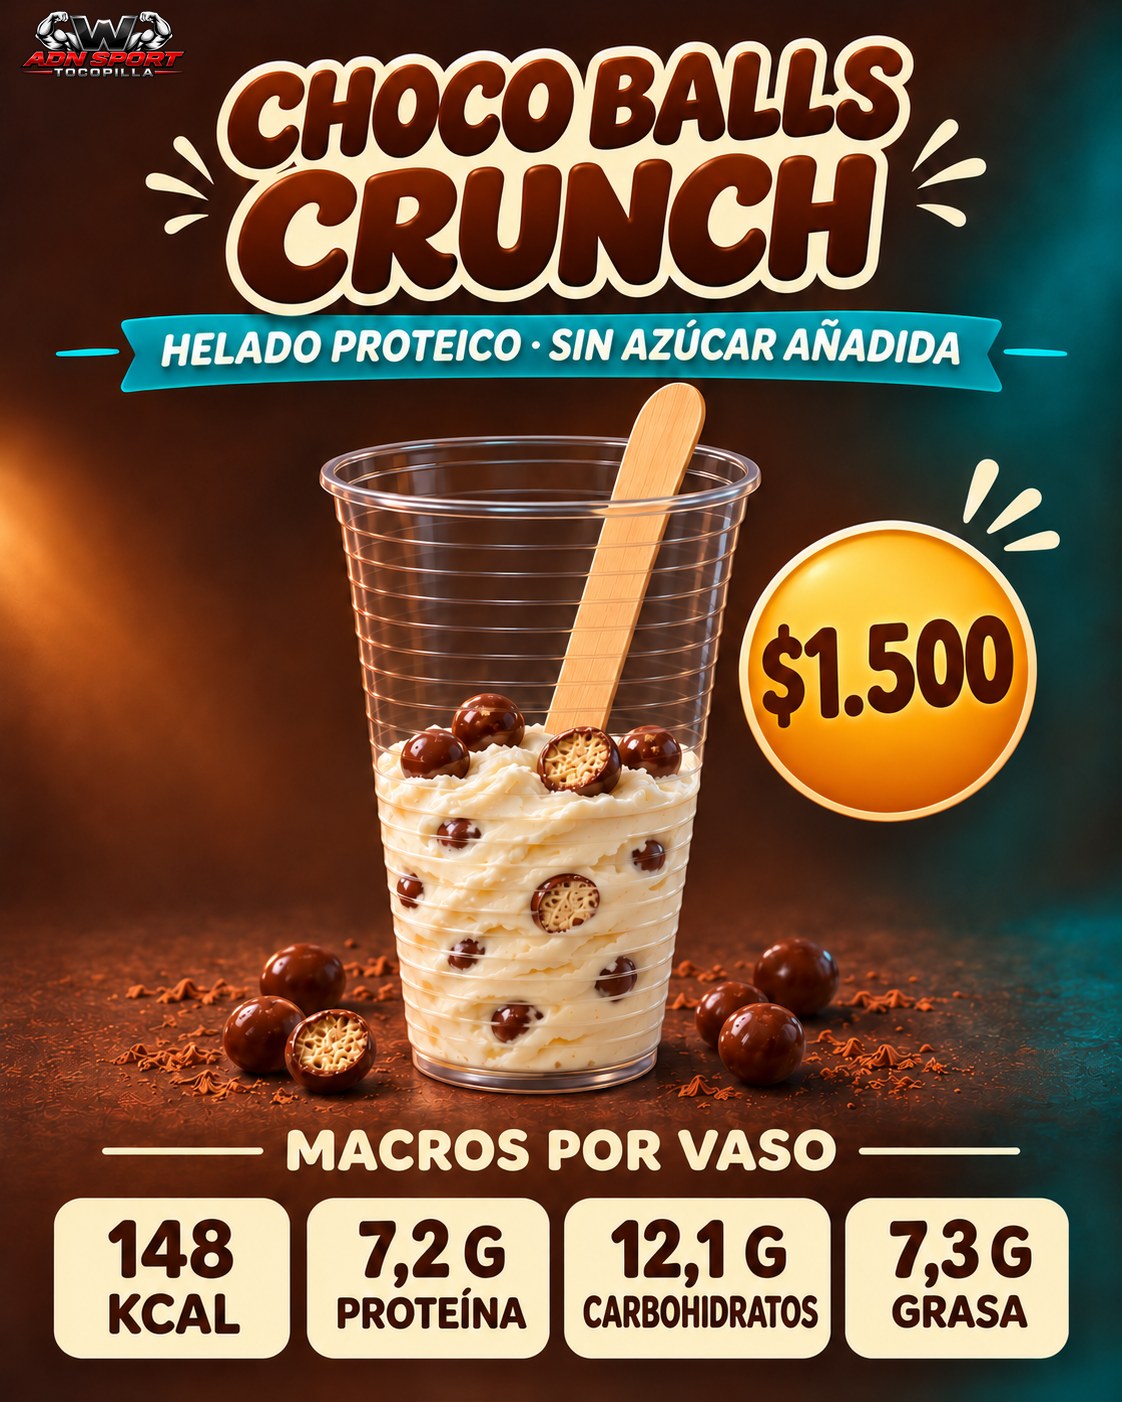 W
ADN SPORT
TOCOPILLA
CHOCO BALLS
CRUNCH
HELADO PROTEICO · SIN AZÚCAR AÑADIDA
$1.500
MACROS POR VASO
148
KCAL
7,2 G
PROTEÍNA
12,1 G
CARBOHIDRATOS
7,3 G
GRASA